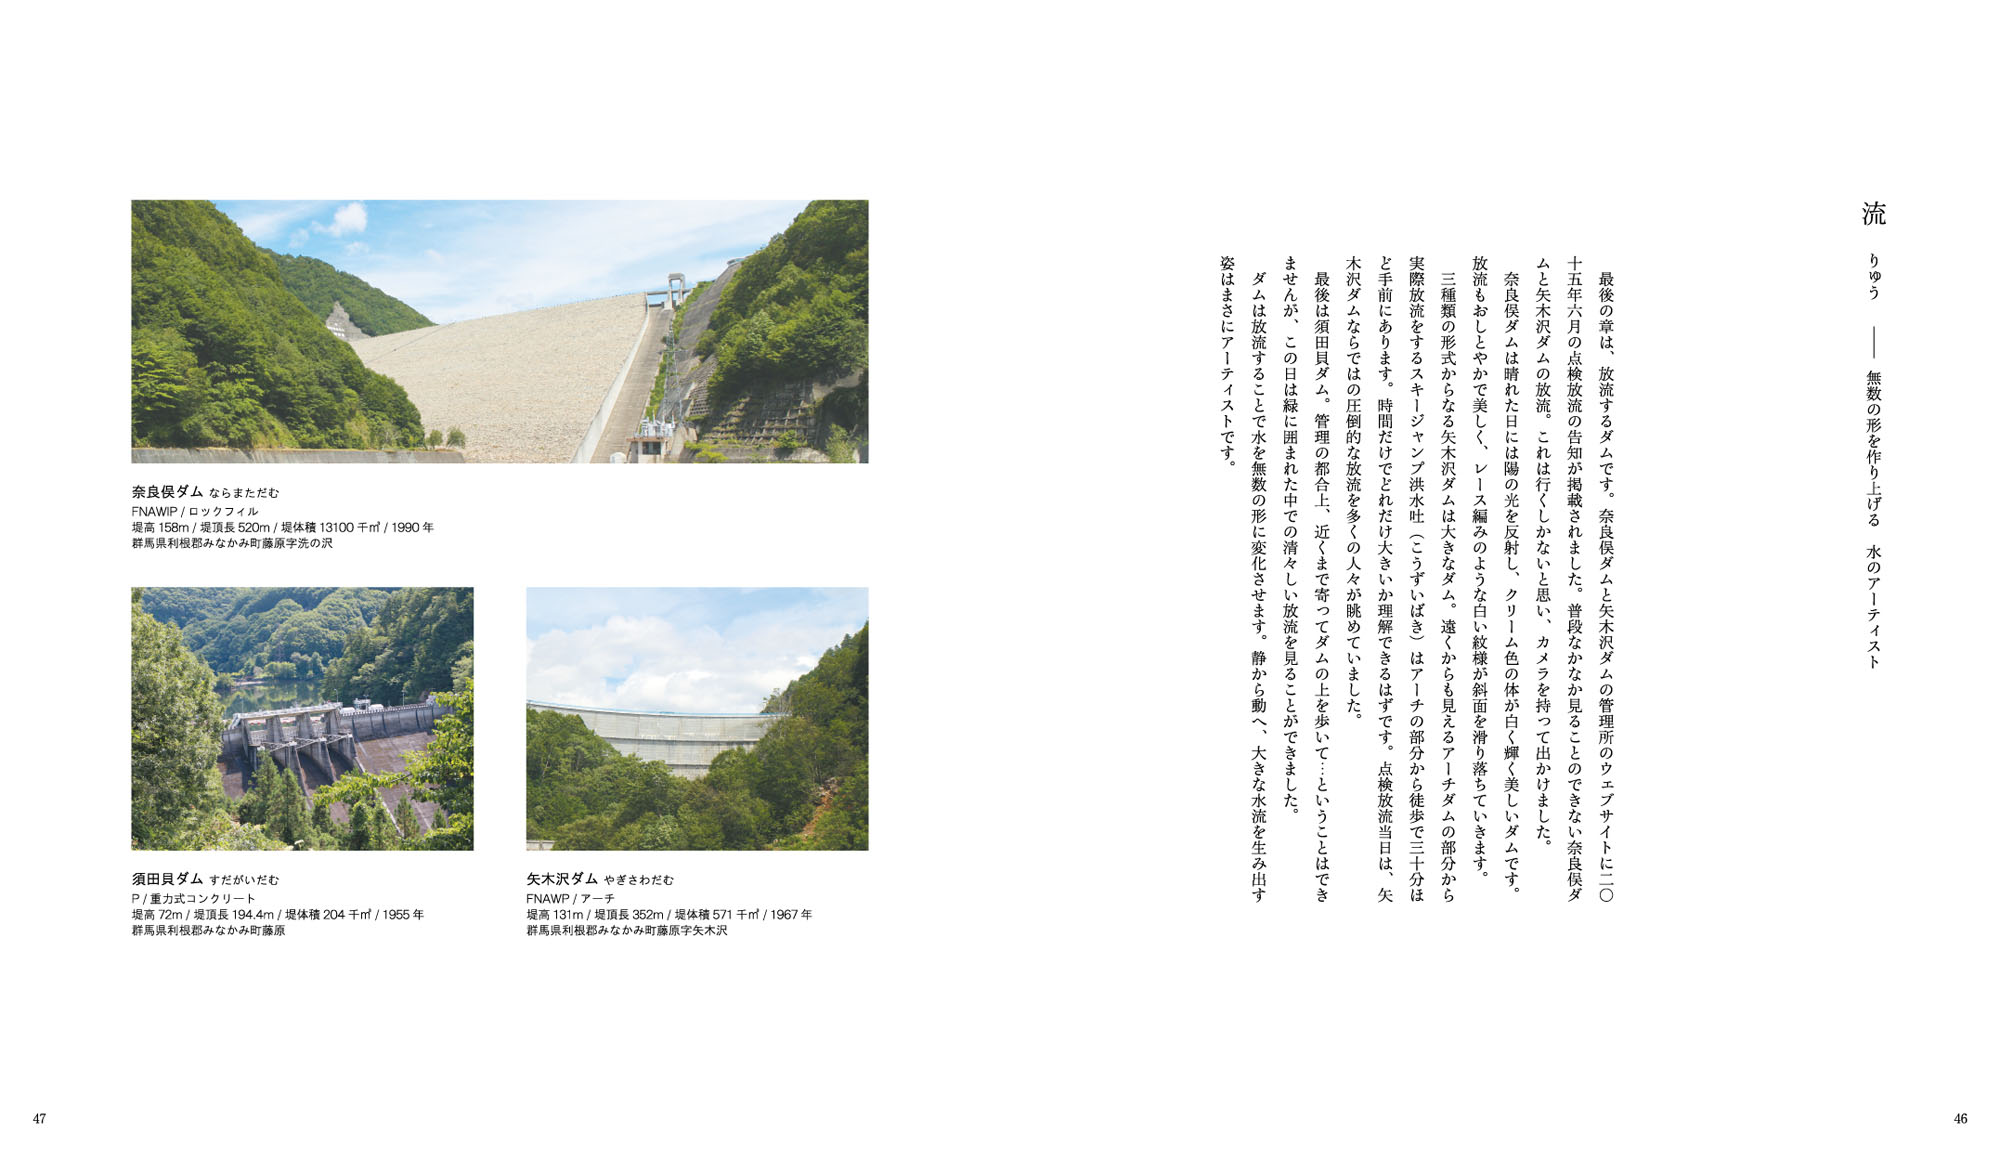 流 りゅう ―― 無数の形を作り上げる 水のアーティスト
最後の章は、放流するダムです。奈良俣ダムと矢木沢ダムの管理所のウェブサイトに二〇
十五年六月の点検放流の告知が掲載されました。普段なかなか見ることのできない奈良俣ダ
ムと矢木沢ダムの放流。これは行くしかないと思い、カメラを持って出かけました。
奈良俣ダムは晴れた日には陽の光を反射し、クリーム色の体が白く輝く美しいダムです。
放流もおしとやかで美しく、レース編みのような白い紋様が斜面を滑り落ちていきます。
三種類の形式からなる矢木沢ダムは大きなダム。遠くからも見えるアーチダムの部分から
実際放流をするスキージャンプ洪水吐（こうずいばき）はアーチの部分から徒歩で三十分ほ
ど手前にあります。時間だけでどれだけ大きいか理解できるはずです。点検放流当日は、矢
木沢ダムならではの圧倒的な放流を多くの人々が眺めていました。
最後は須田貝ダム。管理の都合上、近くまで寄ってダムの上を歩いて…ということはでき
ませんが、この日は緑に囲まれた中での清々しい放流を見ることができました。
ダムは放流することで水を無数の形に変化させます。静から動へ、大きな水流を生み出す
姿はまさにアーティストです。
46
奈良俣ダム ならまただむ
FNAWIP / ロックフィル
堤高 158m / 堤頂長 520m / 堤体積 13100 千㎥ / 1990 年
群馬県利根郡みなかみ町藤原字洗の沢
須田貝ダム すだがいだむ
P / 重力式コンクリート
堤高 72m / 堤頂長 194.4m / 堤体積 204 千㎥ / 1955 年
群馬県利根郡みなかみ町藤原
矢木沢ダム やぎさわだむ
FNAWP / アーチ
堤高 131m / 堤頂長 352m / 堤体積 571 千㎥ / 1967 年
群馬県利根郡みなかみ町藤原字矢木沢
47